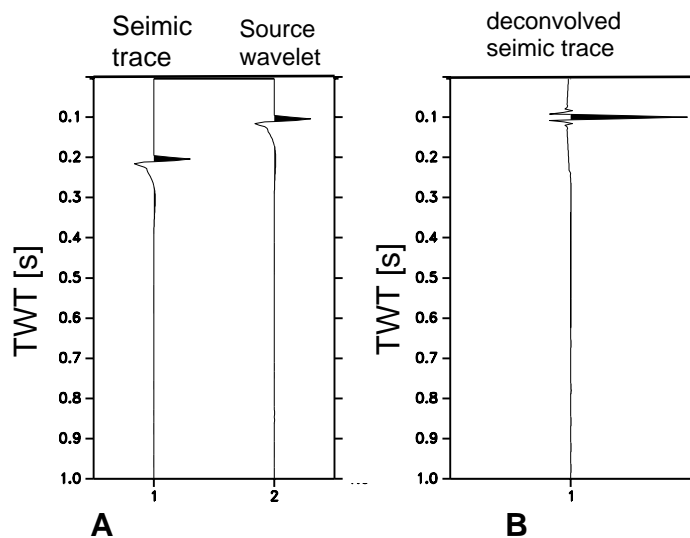 Seimic
trace
Source
wavelet
TWT [s]
0.1
0.2
0.3
0.4
0.5
0.6
0.7
0.8
0.9
1.0
1
2
A
deconvolved
seimic trace
TWT [s]
0.1
0.2
0.3
0.4
0.5
0.6
0.7
0.8
0.9
1.0
1
B